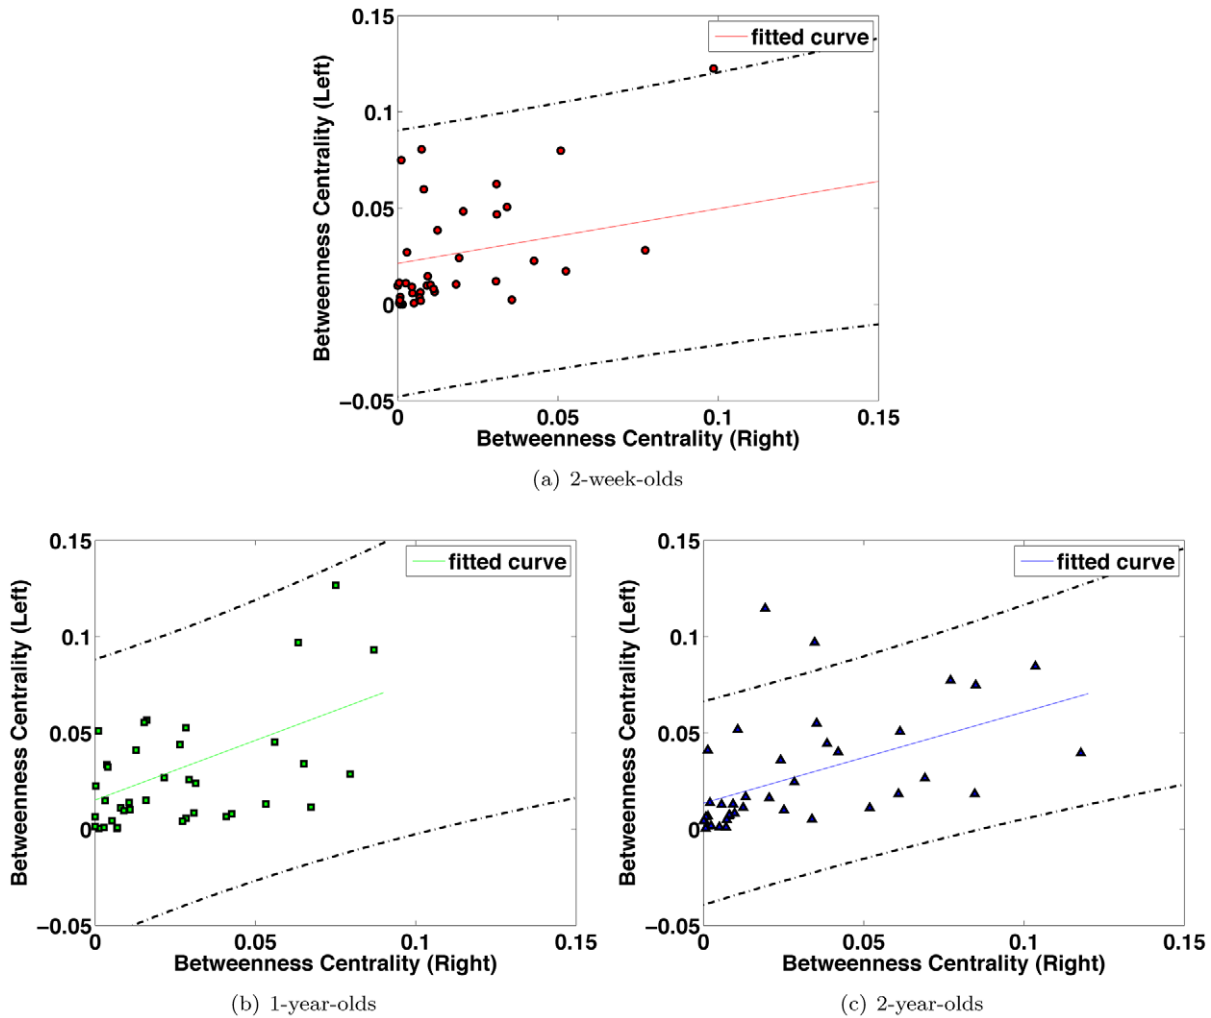 0.15
fitted curve
0.1
0.05
0
−0.05
Betweenness Centrality (Left)
0 0.05 0.1 0.15
Betweenness Centrality (Right)
(a) 2-week-olds
0.15
fitted curve
0.1
0.05
0
−0.05
Betweenness Centrality (Left)
0 0.05 0.1 0.15
Betweenness Centrality (Right)
(b) 1-year-olds
0.15
fitted curve
0.1
0.05
0
−0.05
Betweenness Centrality (Left)
0 0.05 0.1 0.15
Betweenness Centrality (Right)
(c) 2-year-olds